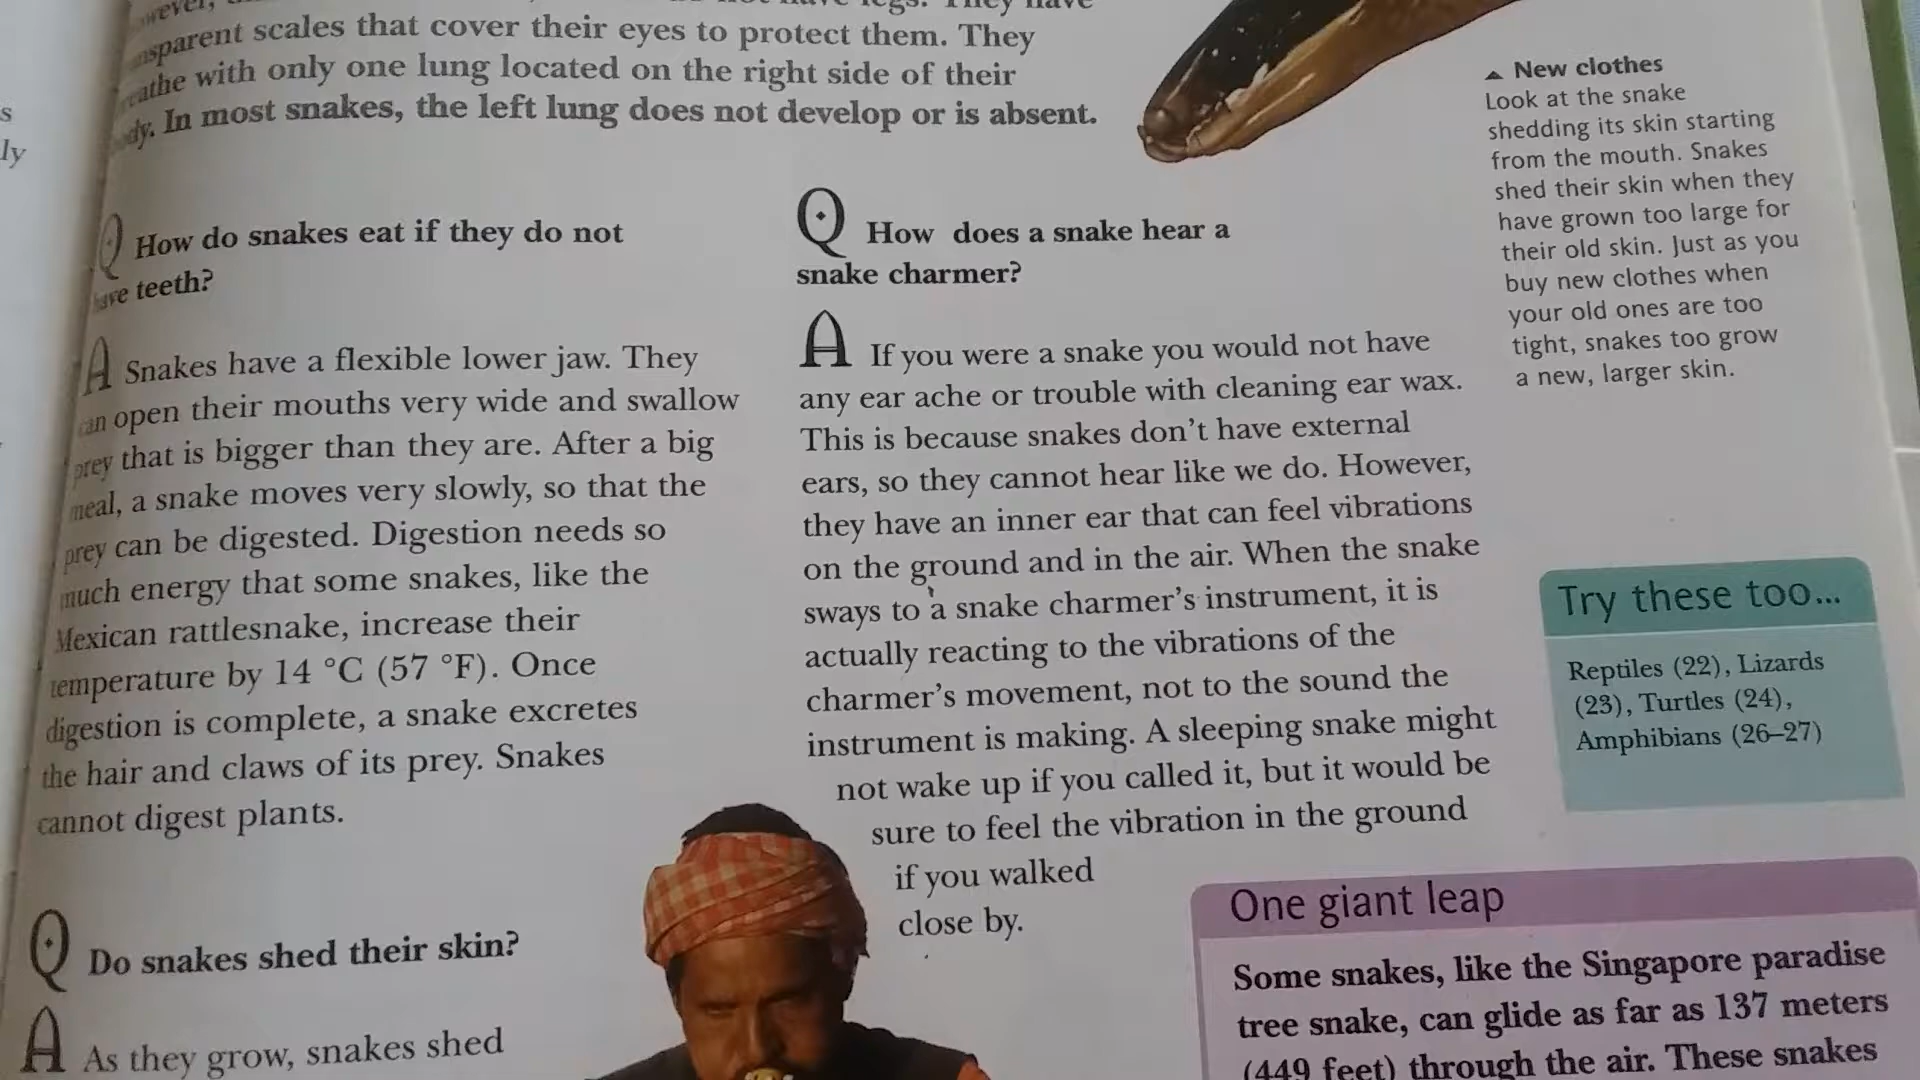 s
ly
not have legs. They have
transparent scales that cover their eyes to protect them. They
with only one lung located on the right side of their
In most snakes, the left lung does not develop or is absent.
Q How do snakes eat if they do not
have teeth?
A Snakes have a flexible lower jaw. They
can open their mouths very wide and swallow
prey that is bigger than they are. After a big
meal, a snake moves very slowly, so that the
prey can be digested. Digestion needs so
much energy that some snakes, like the
Mexican rattlesnake, increase their
temperature by 14 °C (57 °F). Once
digestion is complete, a snake excretes
the hair and claws of its prey. Snakes
cannot digest plants.
Q Do snakes shed their skin?
A As they grow, snakes shed
Q How does a snake hear a
snake charmer?
A If you were a snake you would not have
any ear ache or trouble with cleaning ear wax.
This is because snakes don't have external
ears, so they cannot hear like we do. However,
they have an inner ear that can feel vibrations
on the ground and in the air. When the snake
sways to a snake charmer's instrument, it is
actually reacting to the vibrations of the
charmer's movement, not to the sound the
instrument is making. A sleeping snake might
not wake up if you called it, but it would be
sure to feel the vibration in the ground
if you walked
close by.
▲ New clothes
Look at the snake
shedding its skin starting
from the mouth. Snakes
shed their skin when they
have grown too large for
their old skin. Just as you
buy new clothes when
your old ones are too
tight, snakes too grow
a new, larger skin.
Try these too...
Reptiles (22), Lizards
(23), Turtles (24),
Amphibians (26–27)
One giant leap
Some snakes, like the Singapore paradise
tree snake, can glide as far as 137 meters
(449 feet) through the air. These snakes